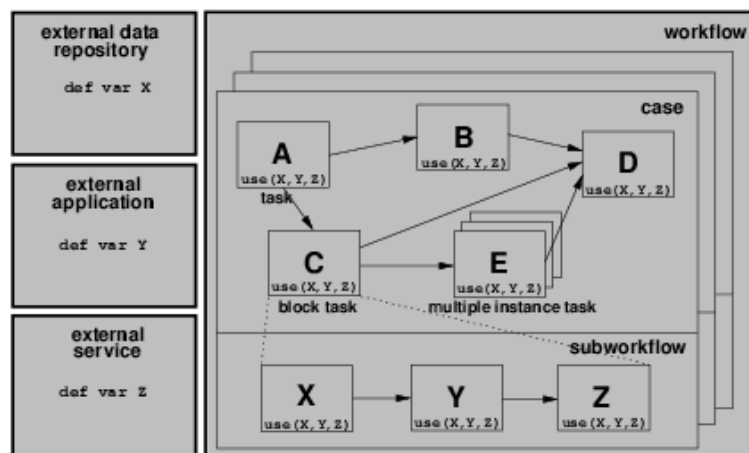 external data
repository
def var X
external
application
def var Y
external
service
def var Z
workflow
case
A
use(X,Y,Z)
task
B
use(X,Y,Z)
D
use(X,Y,Z)
C
use(X,Y,Z)
block task
E
use(X,Y,Z)
multiple instance task
subworkflow
X
use(X,Y,Z)
Y
use(X,Y,Z)
Z
use(X,Y,Z)